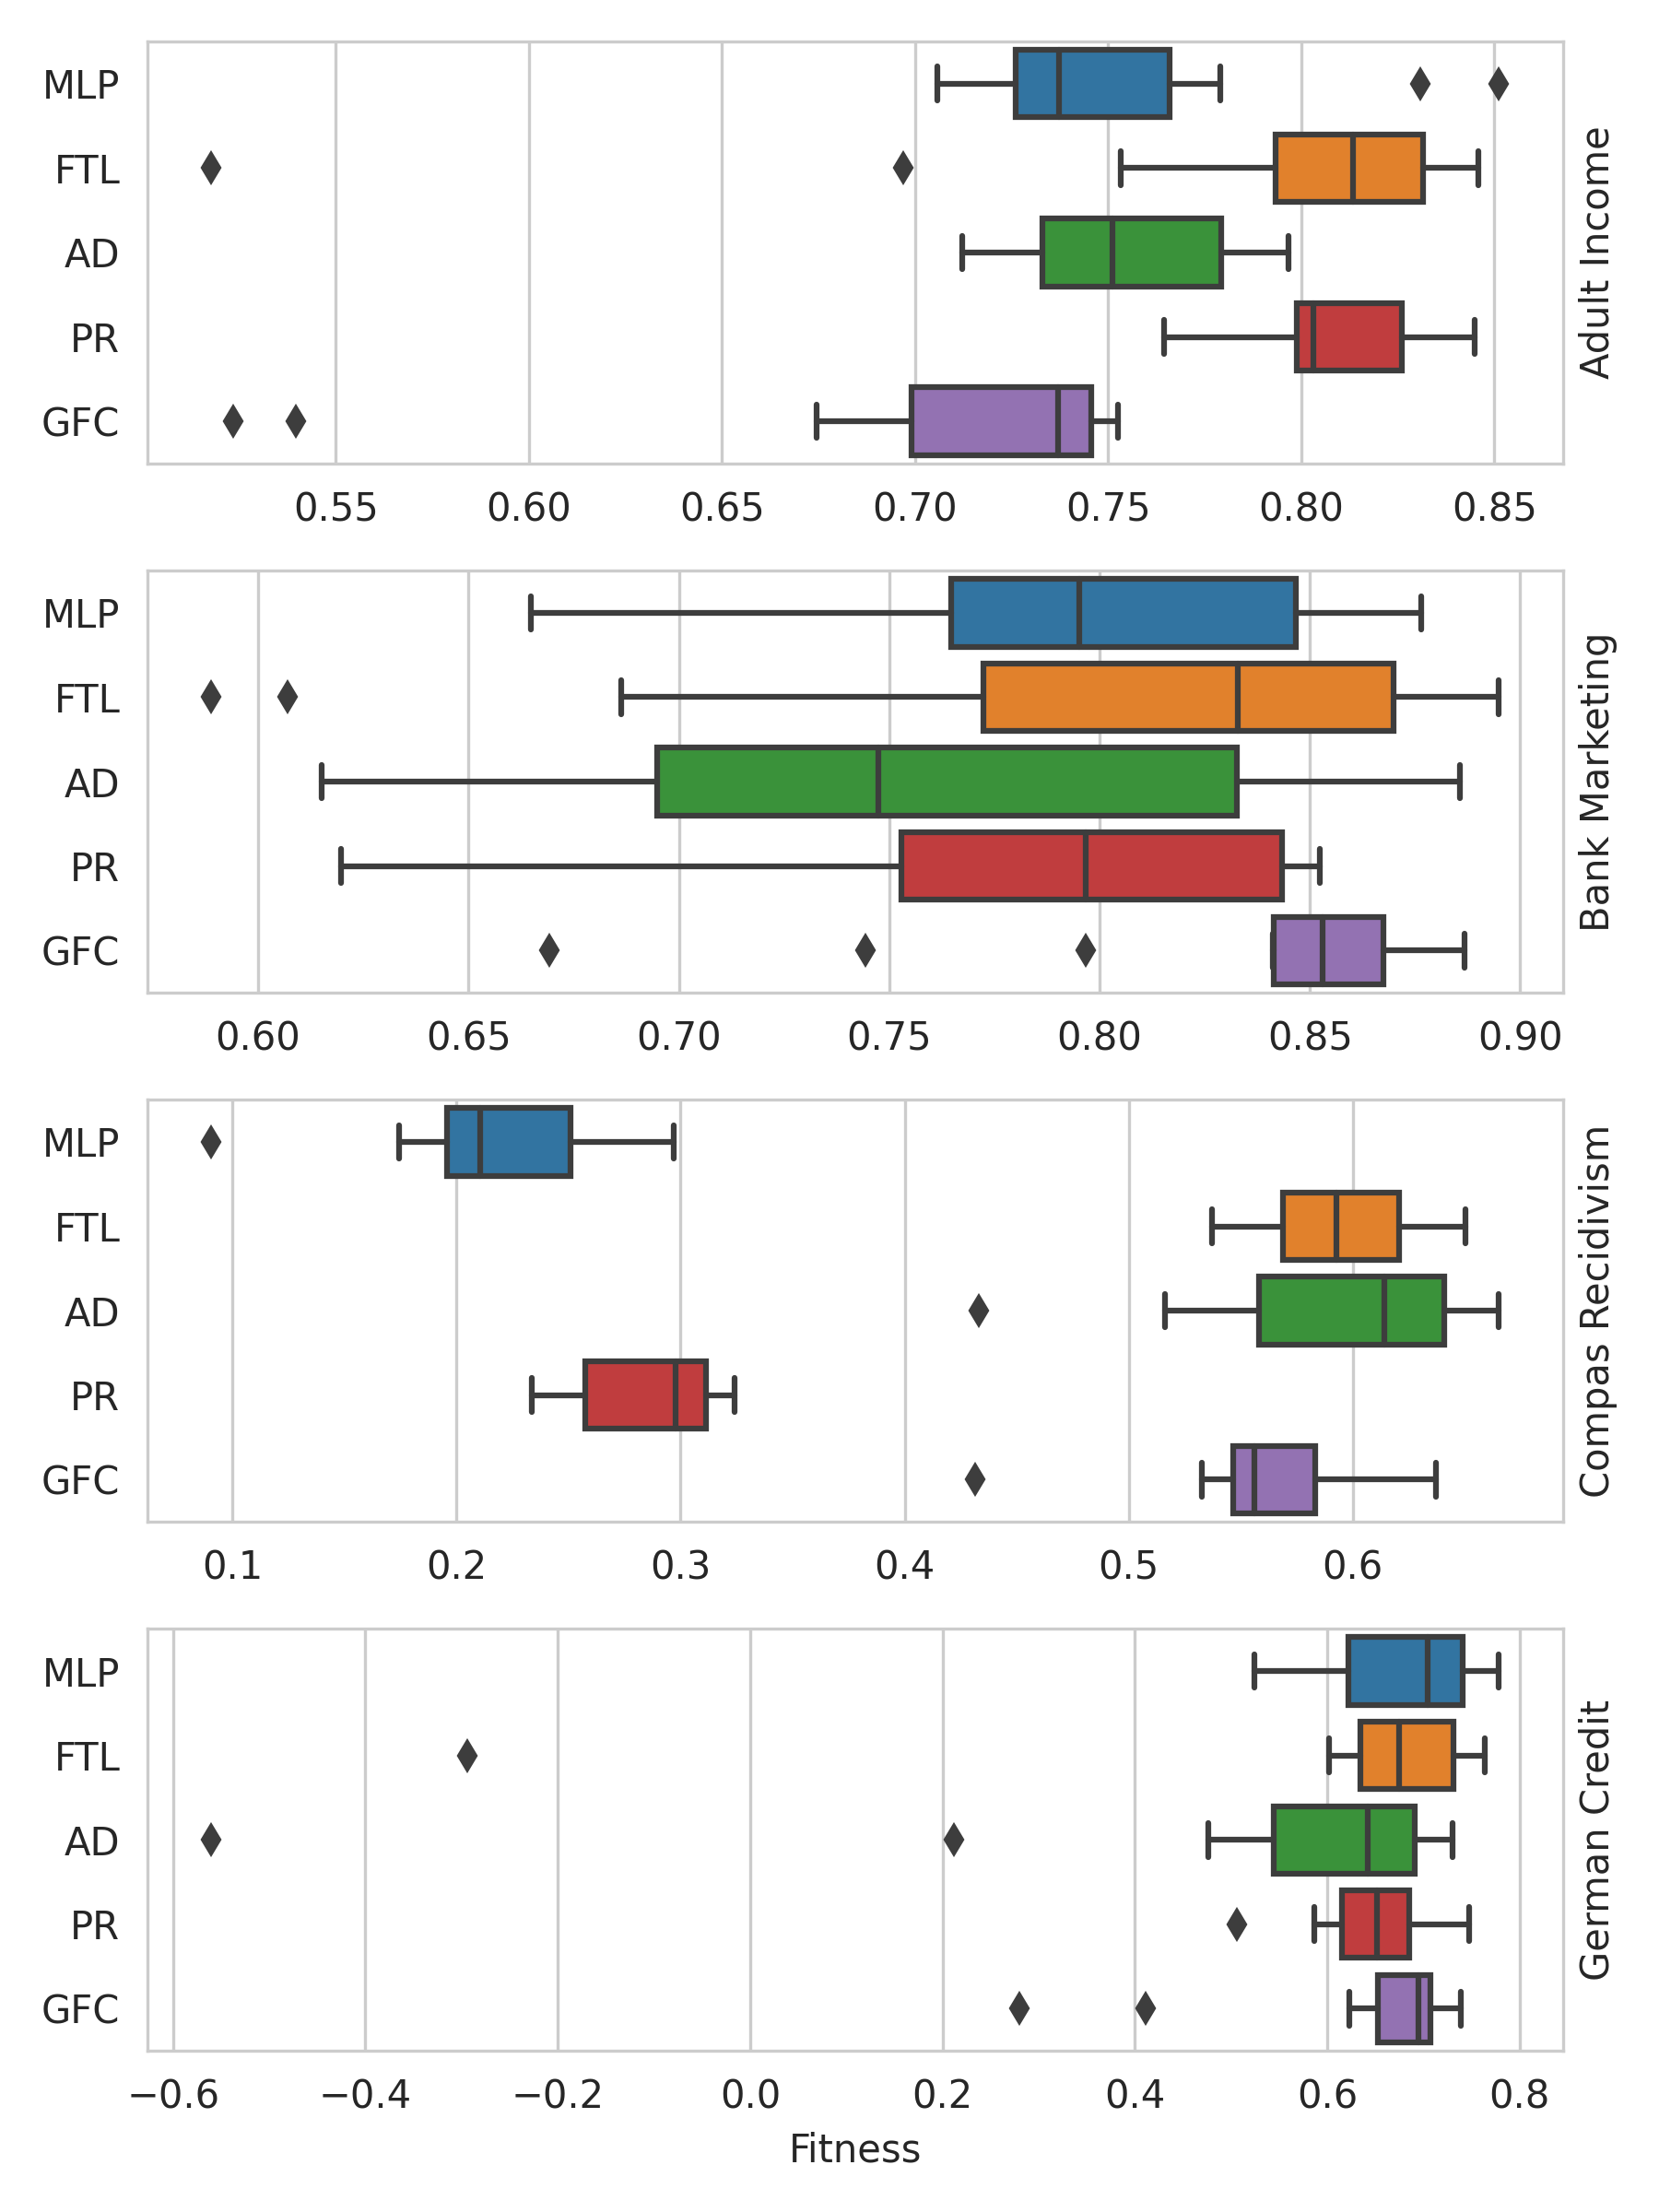 MLP
FTL
AD
PR
GFC
Adult Income
0.55 0.60 0.65 0.70 0.75 0.80 0.85
MLP
FTL
AD
PR
GFC
Bank Marketing
0.60 0.65 0.70 0.75 0.80 0.85 0.90
MLP
FTL
AD
PR
GFC
Compas Recidivism
0.1 0.2 0.3 0.4 0.5 0.6
MLP
FTL
AD
PR
GFC
German Credit
−0.6 −0.4 −0.2 0.0 0.2 0.4 0.6 0.8
Fitness